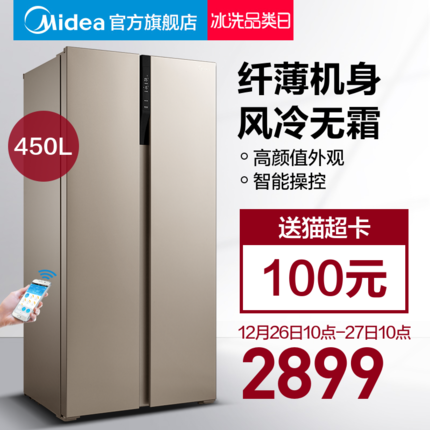 Midea 官方旗舰店 冰洗品类日
450L
纤薄机身
风冷无霜
高颜值外观
智能操控
送猫超卡
100元
12月26日10点-27日10点
2899